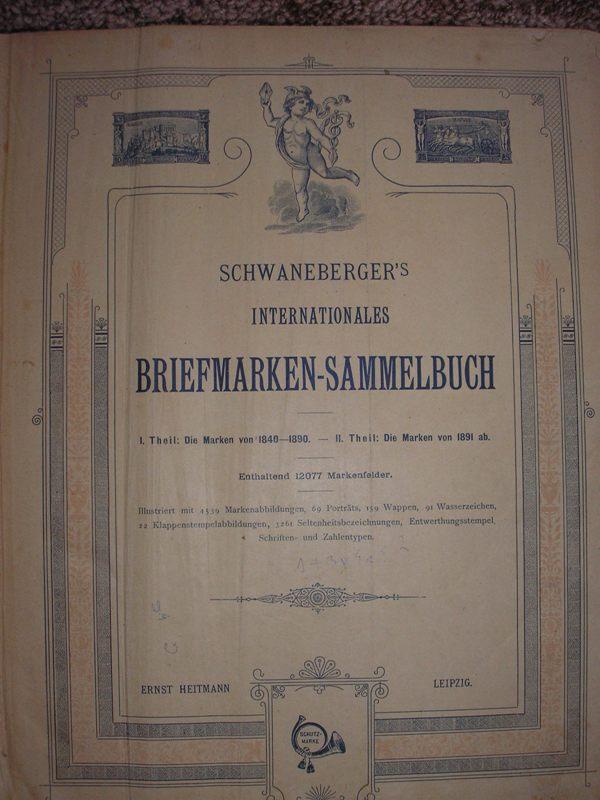 SCHWANEBERGER'S
INTERNATIONALES
BRIEFMARKEN-SAMMELBUCH
I. Theil: Die Marken von 1840—1890. — II. Theil: Die Marken von 1891 ab.
Enthaltend 12077 Markenfelder.
Illustriert mit 4539 Markenabbildungen, 69 Porträts, 159 Wappen, 91 Wasserzeichen,
22 Klappenstempelabbildungen, 3261 Seltenheitsbezeichnungen, Entwerthungsstempel,
Schriften- und Zahlentypen.
ERNST HEITMANN
LEIPZIG.
SCHUTZ-
MARKE